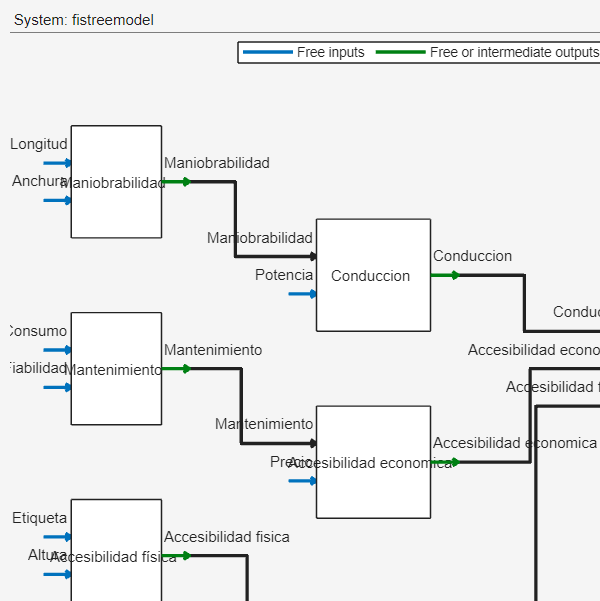 System: fistreemodel
Free inputs
Free or intermediate outputs
Longitud
Anchura
Maniobrabilidad
Maniobrabilidad
Maniobrabilidad
Potencia
Conduccion
Conduccion
Conduc
Consumo
Fiabilidad
Mantenimiento
Mantenimiento
Mantenimiento
Precio
Accesibilidad economica
Accesibilidad economica
Accesibilidad econo
Accesibilidad f
Etiqueta
Altura
Accesibilidad física
Accesibilidad fisica